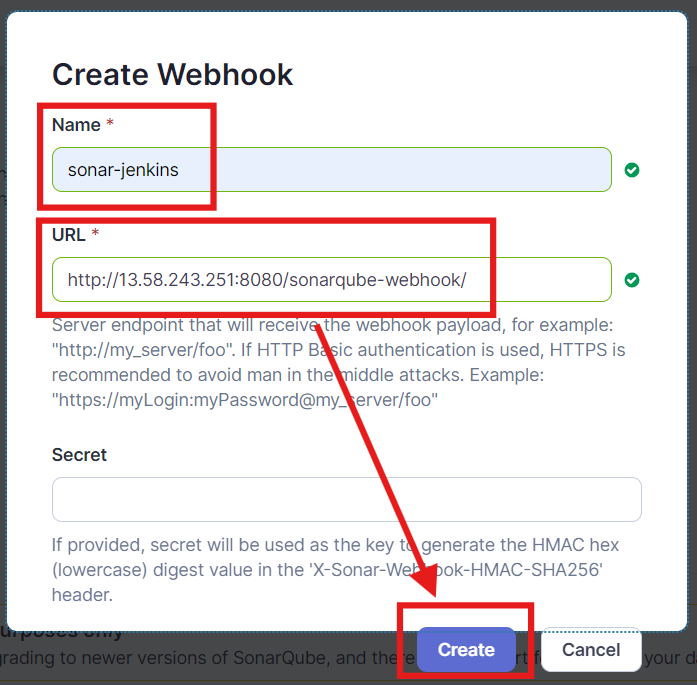 Create Webhook
Name *
sonar-jenkins
URL *
http://13.58.243.251:8080/sonarqube-webhook/
Server endpoint that will receive the webhook payload, for example:
"http://my_server/foo". If HTTP Basic authentication is used, HTTPS is
recommended to avoid man in the middle attacks. Example:
"https://myLogin:myPassword@my_server/foo"
Secret
If provided, secret will be used as the key to generate the HMAC hex
(lowercase) digest value in the 'X-Sonar-Webhook-HMAC-SHA256'
header.
urposes only
grading to newer versions of SonarQube, and there your da
Create Cancel